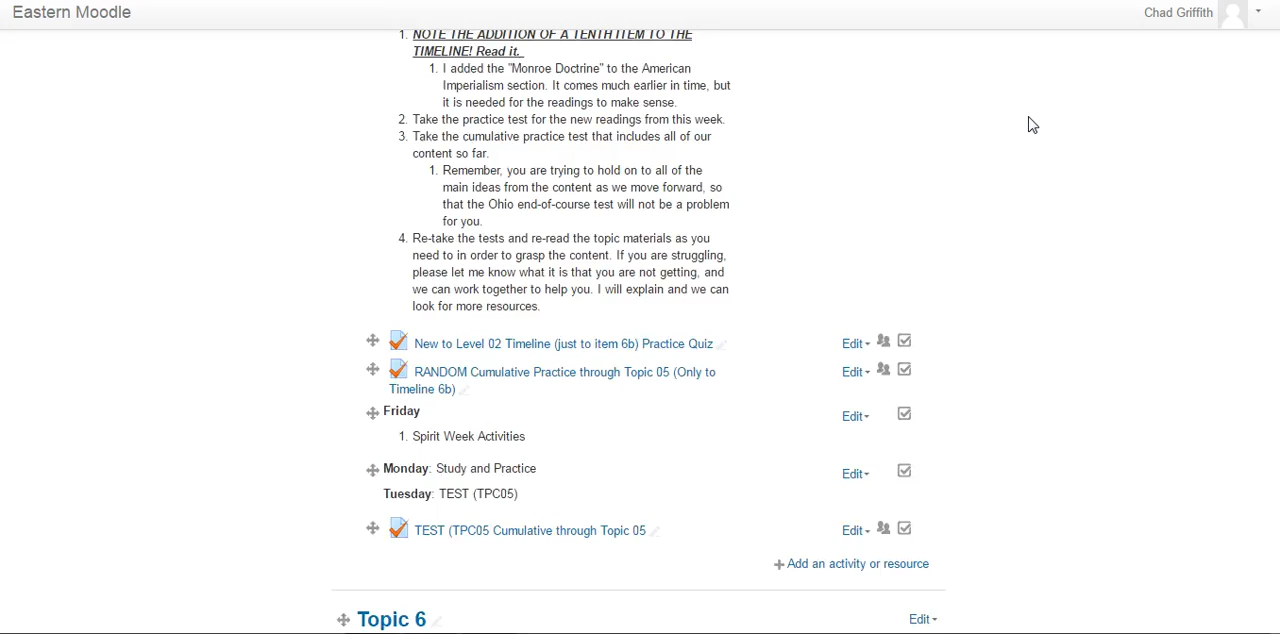 Eastern Moodle
Chad Griffith
1. NOTE THE ADDITION OF A TENTH ITEM TO THE
TIMELINE! Read it.
1. I added the "Monroe Doctrine" to the American
Imperialism section. It comes much earlier in time, but
it is needed for the readings to make sense.
2. Take the practice test for the new readings from this week.
3. Take the cumulative practice test that includes all of our
content so far.
1. Remember, you are trying to hold on to all of the
main ideas from the content as we move forward, so
that the Ohio end-of-course test will not be a problem
for you.
4. Re-take the tests and re-read the topic materials as you
need to in order to grasp the content. If you are struggling,
please let me know what it is that you are not getting, and
we can work together to help you. I will explain and we can
look for more resources.
New to Level 02 Timeline (just to item 6b) Practice Quiz
Edit
RANDOM Cumulative Practice through Topic 05 (Only to
Timeline 6b)
Edit
Friday
Edit
1. Spirit Week Activities
Monday: Study and Practice
Edit
Tuesday: TEST (TPC05)
TEST (TPC05 Cumulative through Topic 05
Edit
Add an activity or resource
Topic 6
Edit